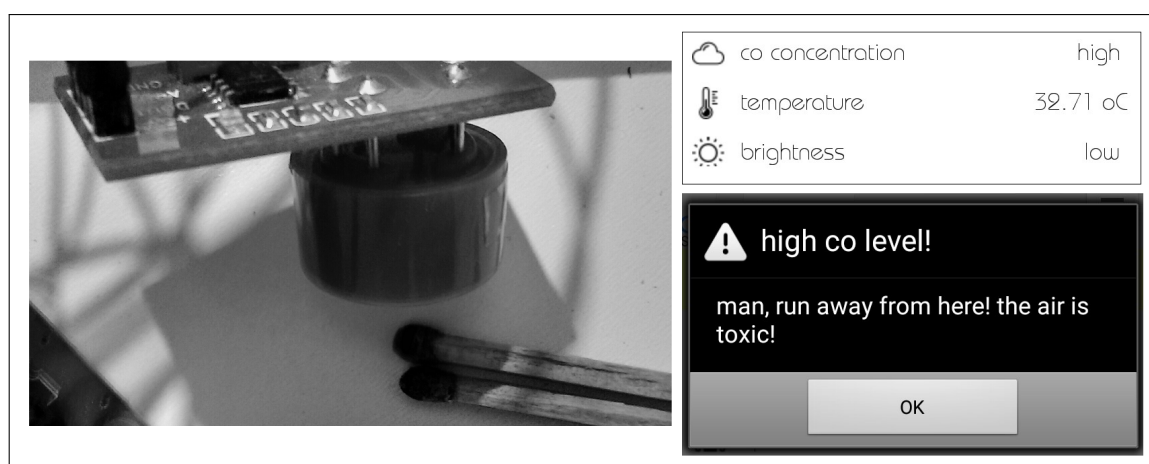 co concentration high
temperature 32.71 oC
brightness low
high co level!
man, run away from here! the air is
toxic!
OK